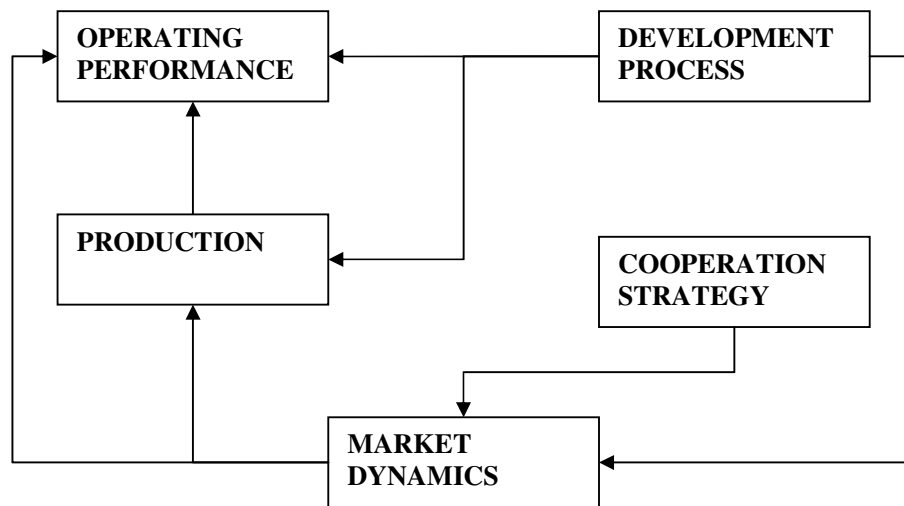 OPERATING
PERFORMANCE
DEVELOPMENT
PROCESS
PRODUCTION
COOPERATION
STRATEGY
MARKET
DYNAMICS